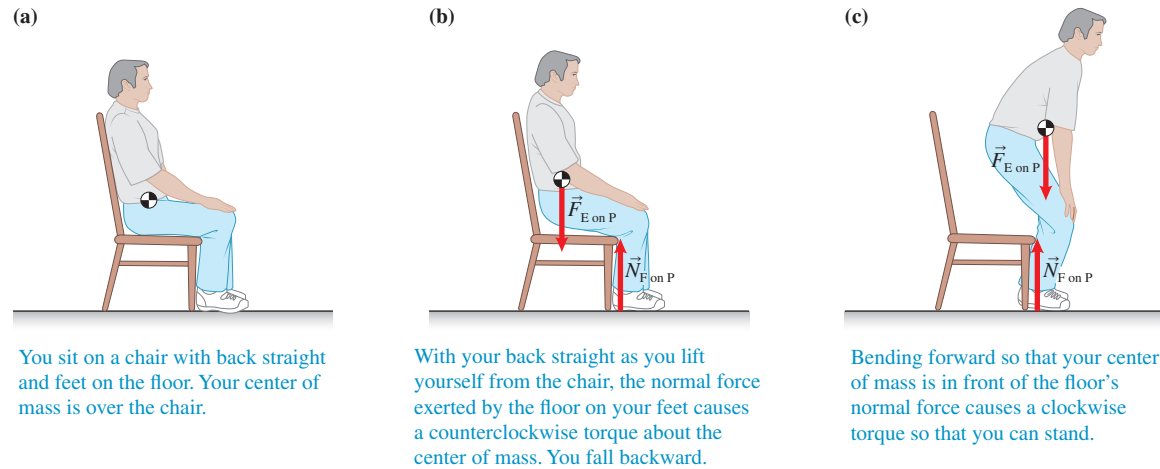 (a)
You sit on a chair with back straight
and feet on the floor. Your center of
mass is over the chair.
(b)
F⃗E on P
N⃗F on P
With your back straight as you lift
yourself from the chair, the normal force
exerted by the floor on your feet causes
a counterclockwise torque about the
center of mass. You fall backward.
(c)
F⃗E on P
N⃗F on P
Bending forward so that your center
of mass is in front of the floor’s
normal force causes a clockwise
torque so that you can stand.